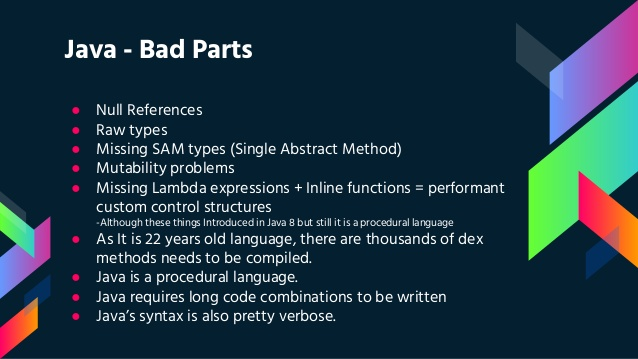 Java - Bad Parts
● Null References
● Raw types
● Missing SAM types (Single Abstract Method)
● Mutability problems
● Missing Lambda expressions + Inline functions = performant
custom control structures
-Although these things Introduced in Java 8 but still it is a procedural language
● As It is 22 years old language, there are thousands of dex
methods needs to be compiled.
● Java is a procedural language.
● Java requires long code combinations to be written
● Java’s syntax is also pretty verbose.